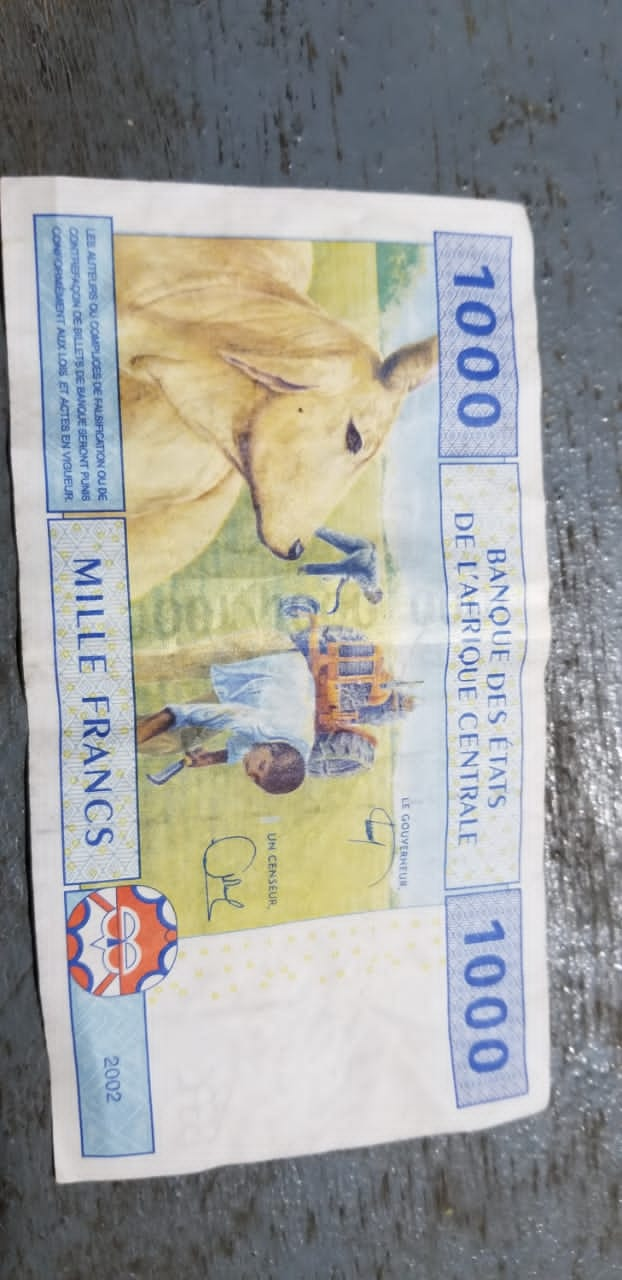 1000
BANQUE DES ÉTATS
DE L'AFRIQUE CENTRALE
1000
LE GOUVERNEUR,
UN CENSEUR,
LES AUTEURS OU COMPLICES DE FALSIFICATION OU DE
CONTREFAÇON DE BILLETS DE BANQUE SERONT PUNIS
CONFORMÉMENT AUX LOIS ET ACTES EN VIGUEUR.
MILLE FRANCS
2002